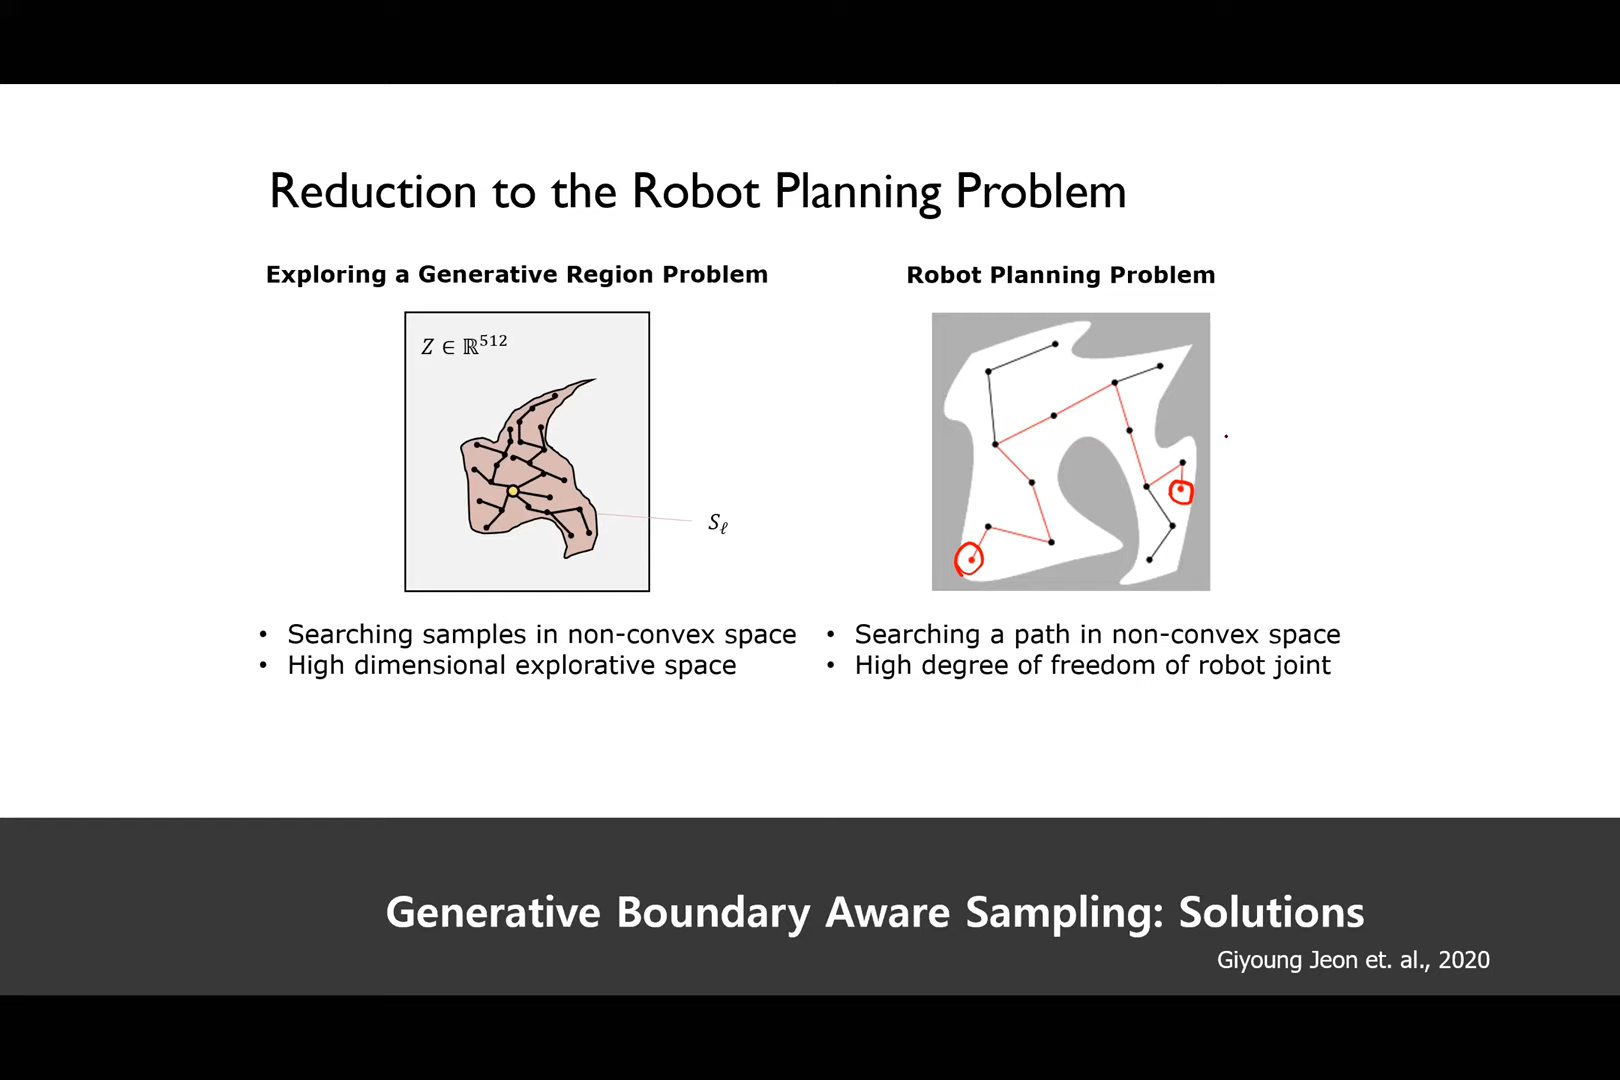 Reduction to the Robot Planning Problem
Exploring a Generative Region Problem
Z ∈ ℝ⁵¹²
S_ℓ
• Searching samples in non-convex space
• High dimensional explorative space
Robot Planning Problem
• Searching a path in non-convex space
• High degree of freedom of robot joint
Generative Boundary Aware Sampling: Solutions
Giyoung Jeon et. al., 2020